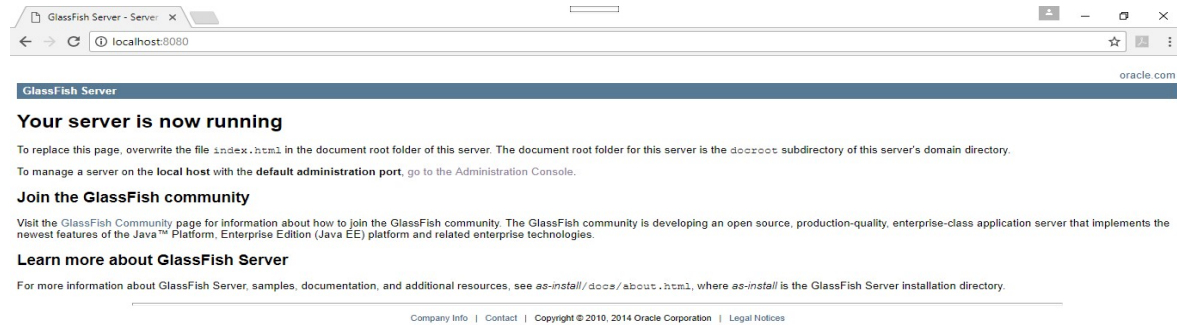 GlassFish Server - Server
localhost:8080
oracle.com
GlassFish Server
Your server is now running
To replace this page, overwrite the file index.html in the document root folder of this server. The document root folder for this server is the docroot subdirectory of this server's domain directory.
To manage a server on the local host with the default administration port, go to the Administration Console.
Join the GlassFish community
Visit the GlassFish Community page for information about how to join the GlassFish community. The GlassFish community is developing an open source, production-quality, enterprise-class application server that implements the
newest features of the Java™ Platform, Enterprise Edition (Java EE) platform and related enterprise technologies.
Learn more about GlassFish Server
For more information about GlassFish Server, samples, documentation, and additional resources, see as-install/docs/about.html, where as-install is the GlassFish Server installation directory.
Company Info | Contact | Copyright © 2010, 2014 Oracle Corporation | Legal Notices